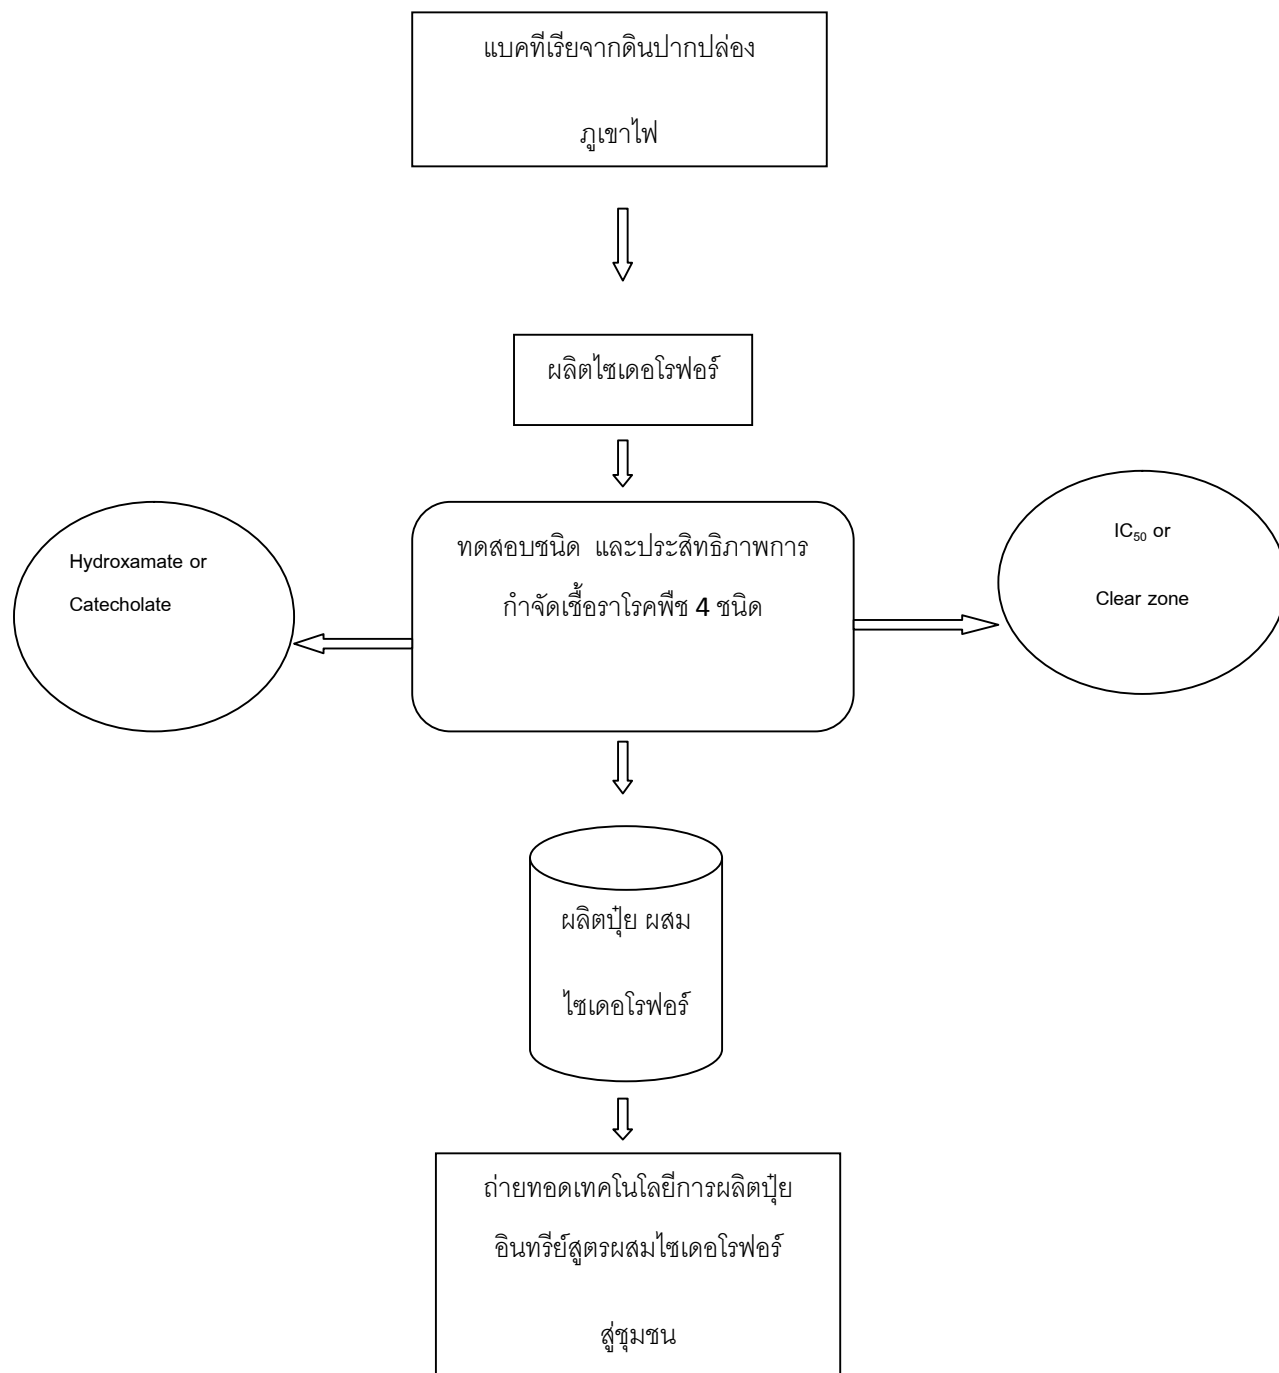 แบคทีเรียจากดินปากปล่อง
ภูเขาไฟ
ผลิตไซเดอโรฟอร์
Hydroxamate or
Catecholate
ทดสอบชนิด และประสิทธิภาพการ
กำจัดเชื้อราโรคพืช 4 ชนิด
IC50 or
Clear zone
ผลิตปุ๋ย ผสม
ไซเดอโรฟอร์
ถ่ายทอดเทคโนโลยีการผลิตปุ๋ย
อินทรีย์สูตรผสมไซเดอโรฟอร์
สู่ชุมชน